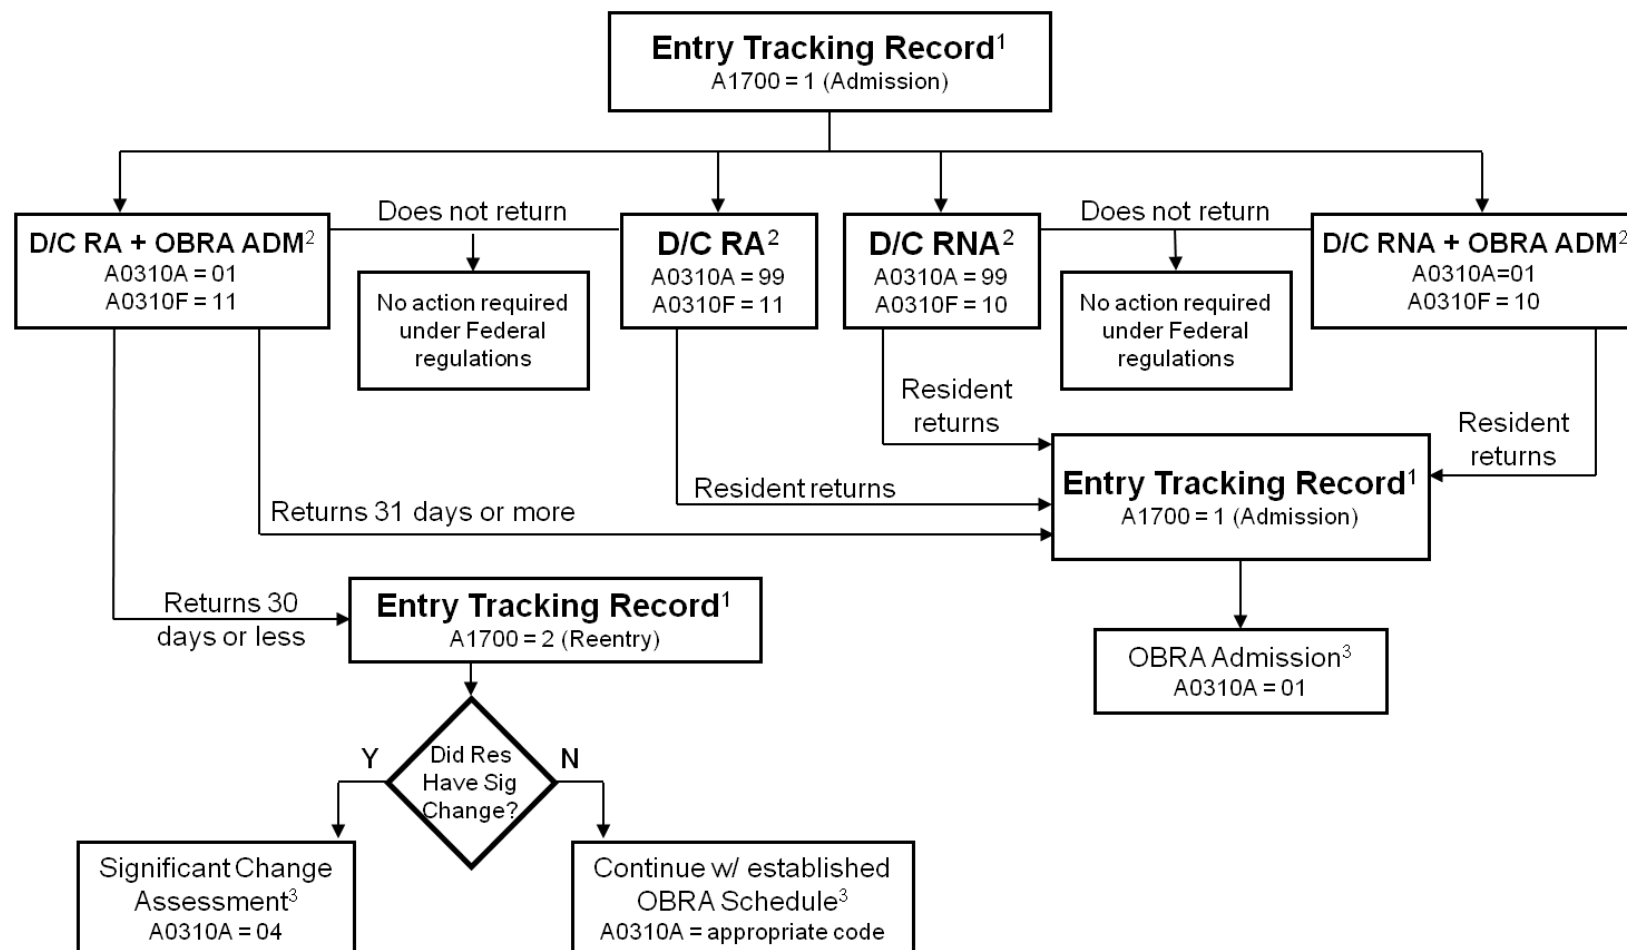 Entry Tracking Record¹
A1700 = 1 (Admission)
Does not return
Does not return
D/C RA + OBRA ADM²
A0310A = 01
A0310F = 11
D/C RA²
A0310A = 99
A0310F = 11
D/C RNA²
A0310A = 99
A0310F = 10
D/C RNA + OBRA ADM²
A0310A=01
A0310F = 10
No action required
under Federal
regulations
No action required
under Federal
regulations
Resident
returns
Resident
returns
Resident returns
Returns 31 days or more
Entry Tracking Record¹
A1700 = 1 (Admission)
Returns 30
days or less
Entry Tracking Record¹
A1700 = 2 (Reentry)
OBRA Admission³
A0310A = 01
Y
Did Res
Have Sig
Change?
N
Significant Change
Assessment³
A0310A = 04
Continue w/ established
OBRA Schedule³
A0310A = appropriate code